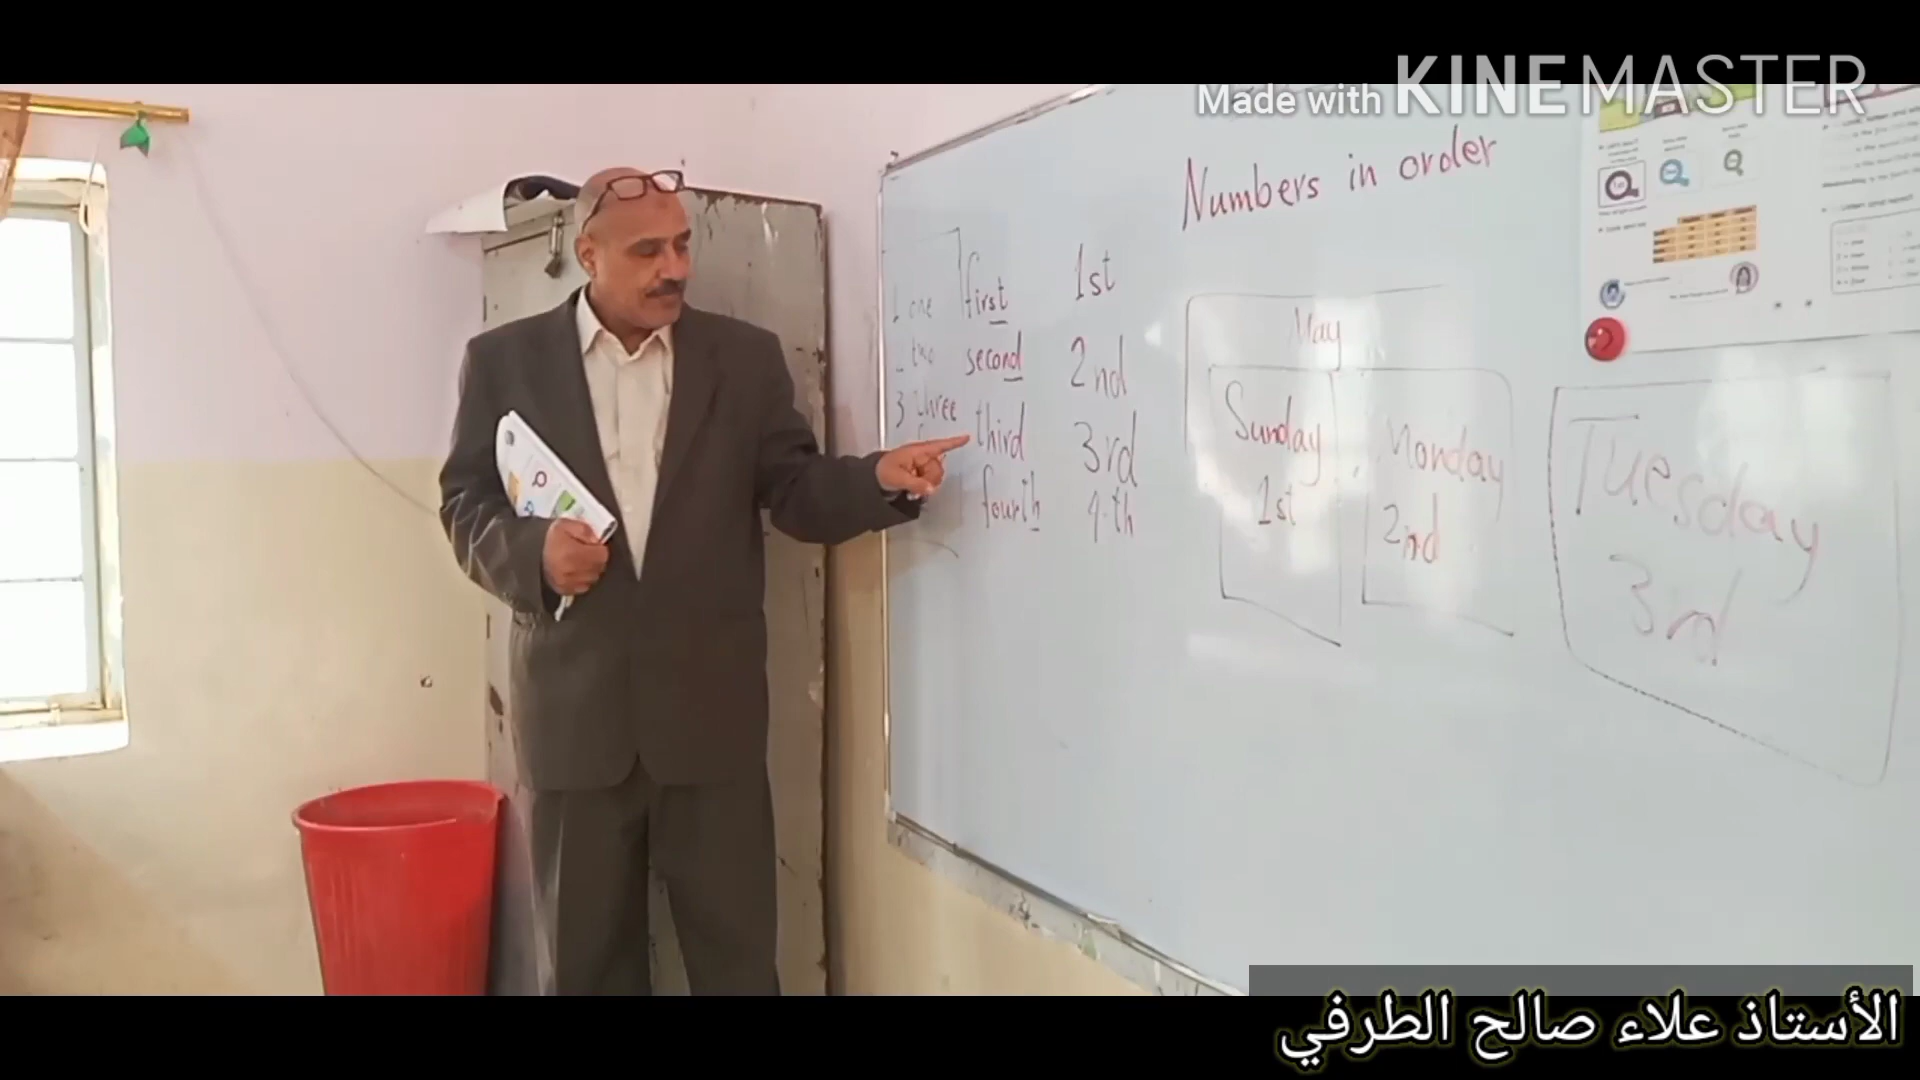 Made with KINEMASTER
Numbers in order
1 one first 1st
two second 2nd
3 three third 3rd
fourth 4th
May
Sunday
1st
Monday
2nd
Tuesday
3rd
الأستاذ علاء صالح الطرفي